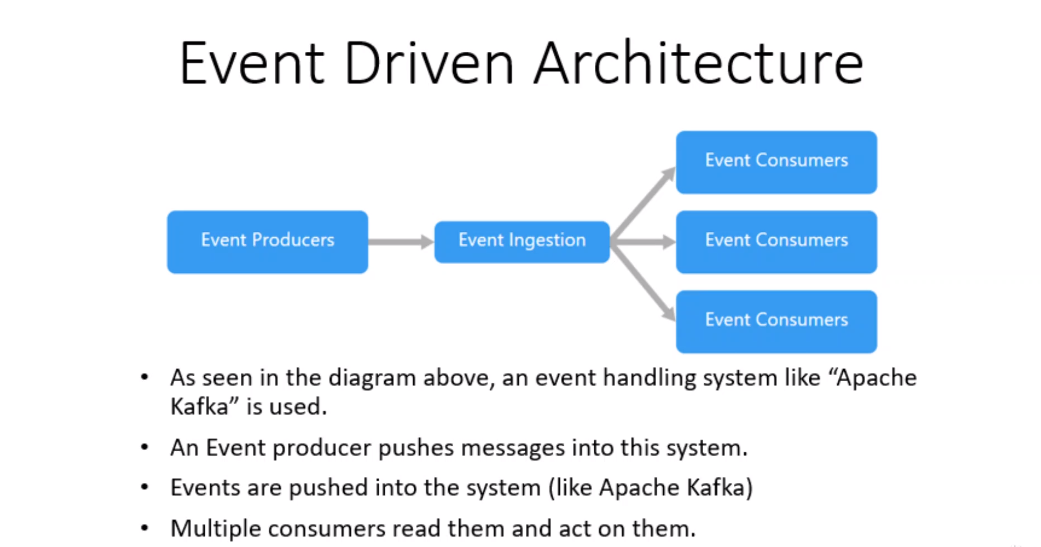 Event Driven Architecture
Event Consumers
Event Producers
Event Ingestion
Event Consumers
Event Consumers
• As seen in the diagram above, an event handling system like “Apache
Kafka” is used.
• An Event producer pushes messages into this system.
• Events are pushed into the system (like Apache Kafka)
• Multiple consumers read them and act on them.